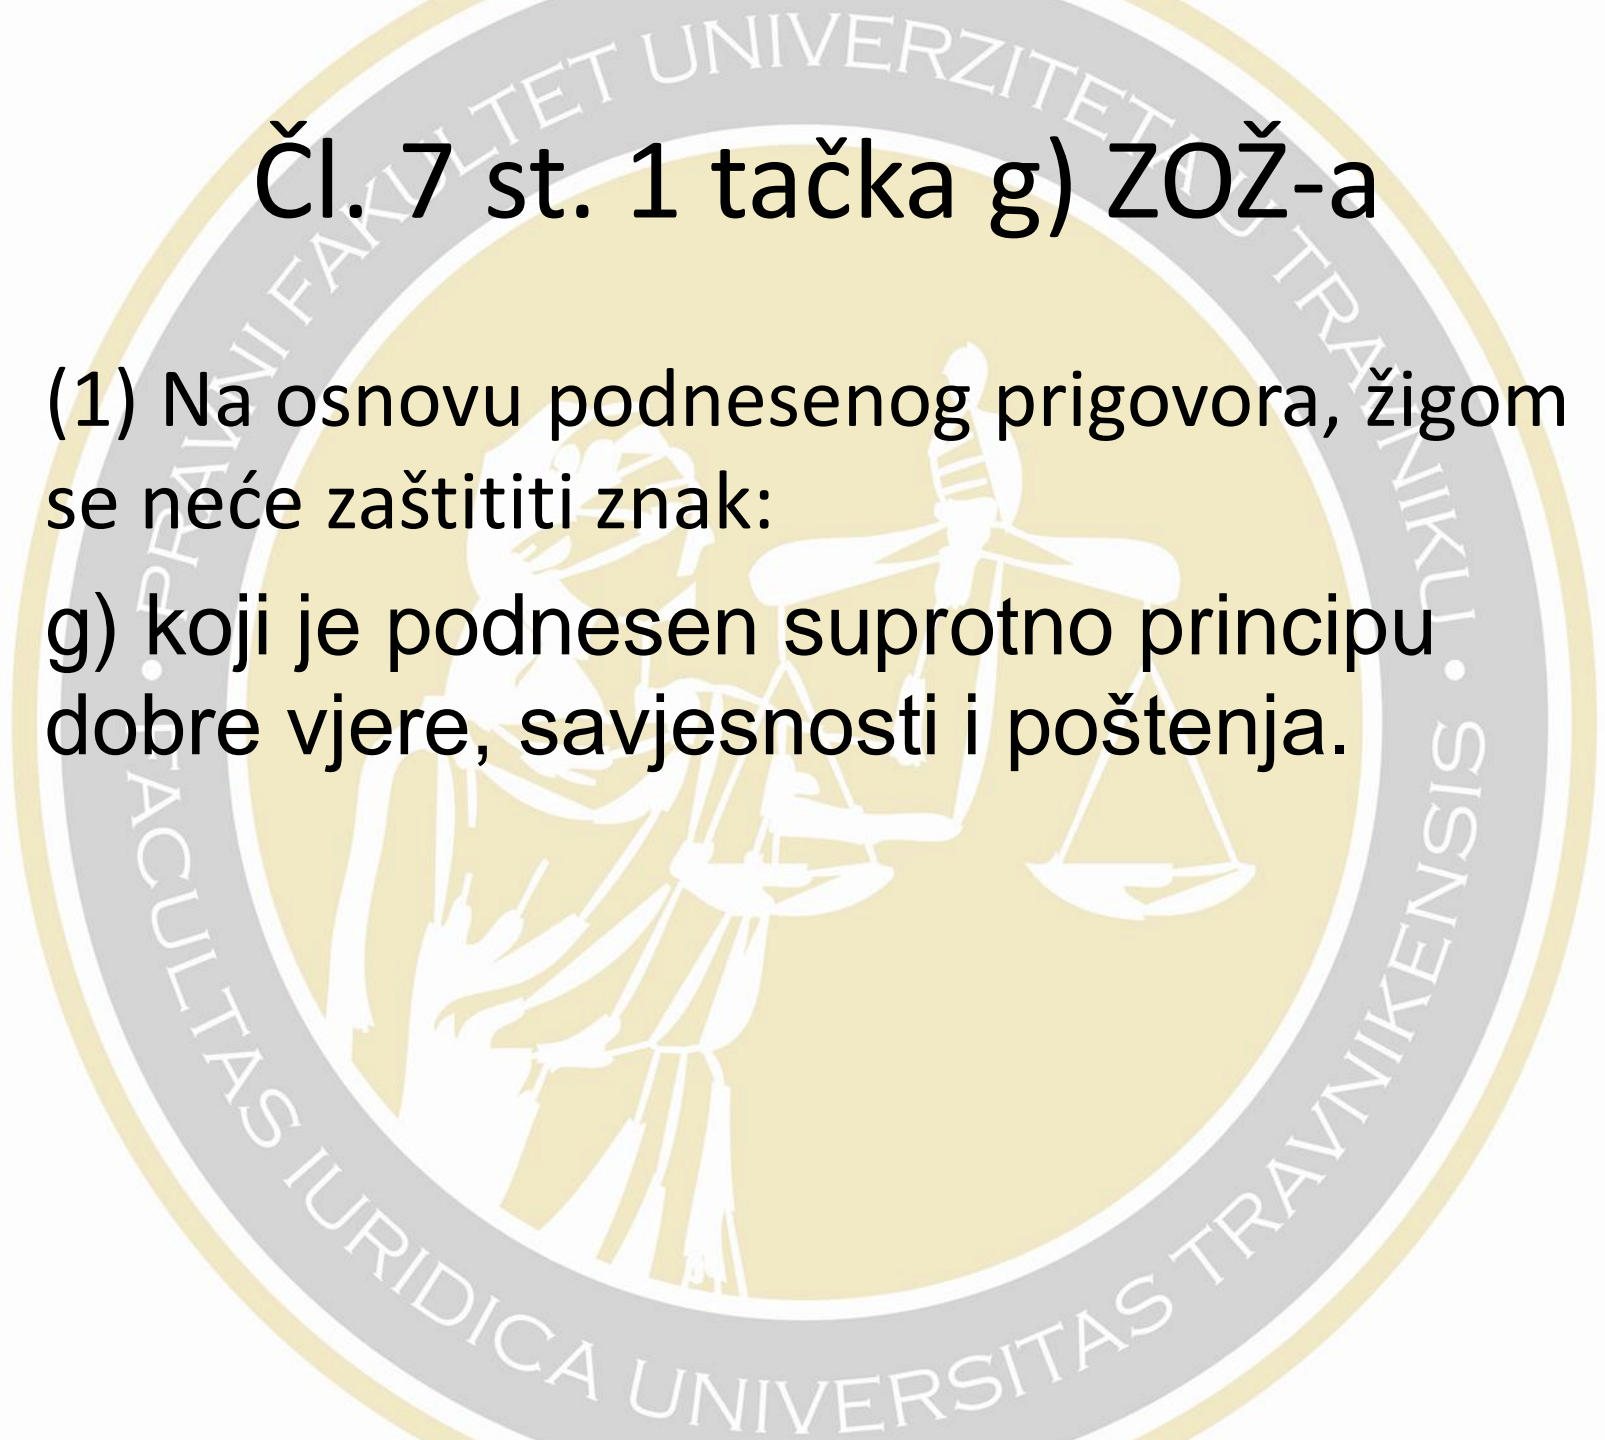 Čl. 7 st. 1 tačka g) ZOŽ-a
(1) Na osnovu podnesenog prigovora, žigom
se neće zaštititi znak:
g) koji je podnesen suprotno principu
dobre vjere, savjesnosti i poštenja.
PRAVNI FAKULTET UNIVERZITETA U TRAVNIKU
FACULTAS IURIDICA UNIVERSITAS TRAVNIKENSISIS